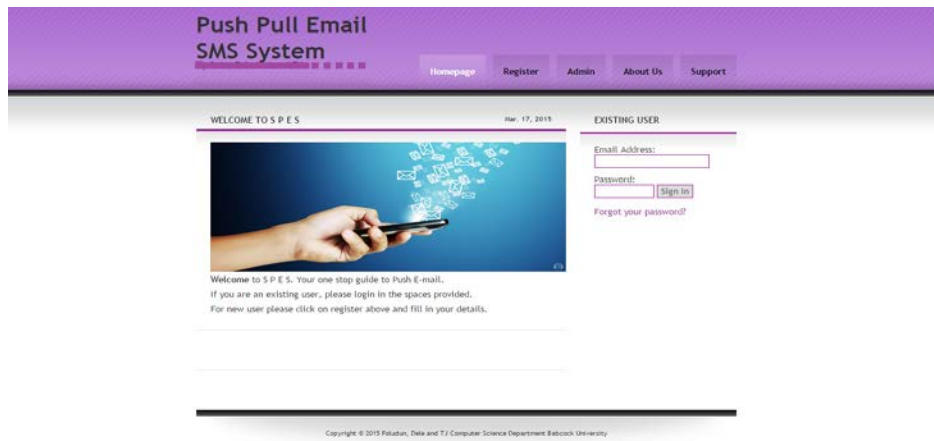 Push Pull Email
SMS System
Homepage Register Admin About Us Support
WELCOME TO S P E S
Mar. 17, 2015
Welcome to S P E S. Your one stop guide to Push E-mail.
If you are an existing user, please login in the spaces provided.
For new user please click on register above and fill in your details.
EXISTING USER
Email Address:
Password:
Sign In
Forgot your password?
Copyright © 2015 Foludun, Dele and TJ Computer Science Department Babcock University